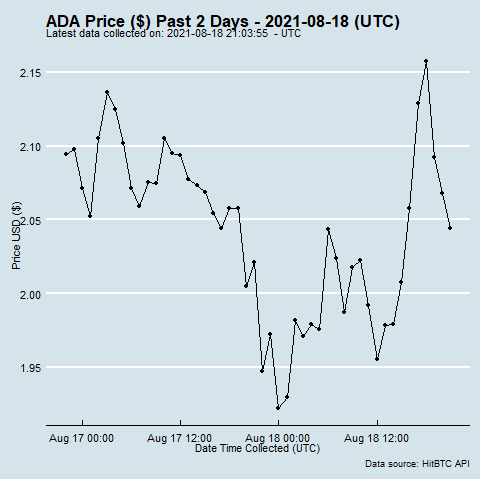 ADA Price ($) Past 2 Days - 2021-08-18 (UTC)
Latest data collected on: 2021-08-18 21:03:55  - UTC
2.15
2.10
2.05
2.00
1.95
Price USD ($)
Aug 17 00:00
Aug 17 12:00
Aug 18 00:00
Aug 18 12:00
Date Time Collected (UTC)
Data source: HitBTC API